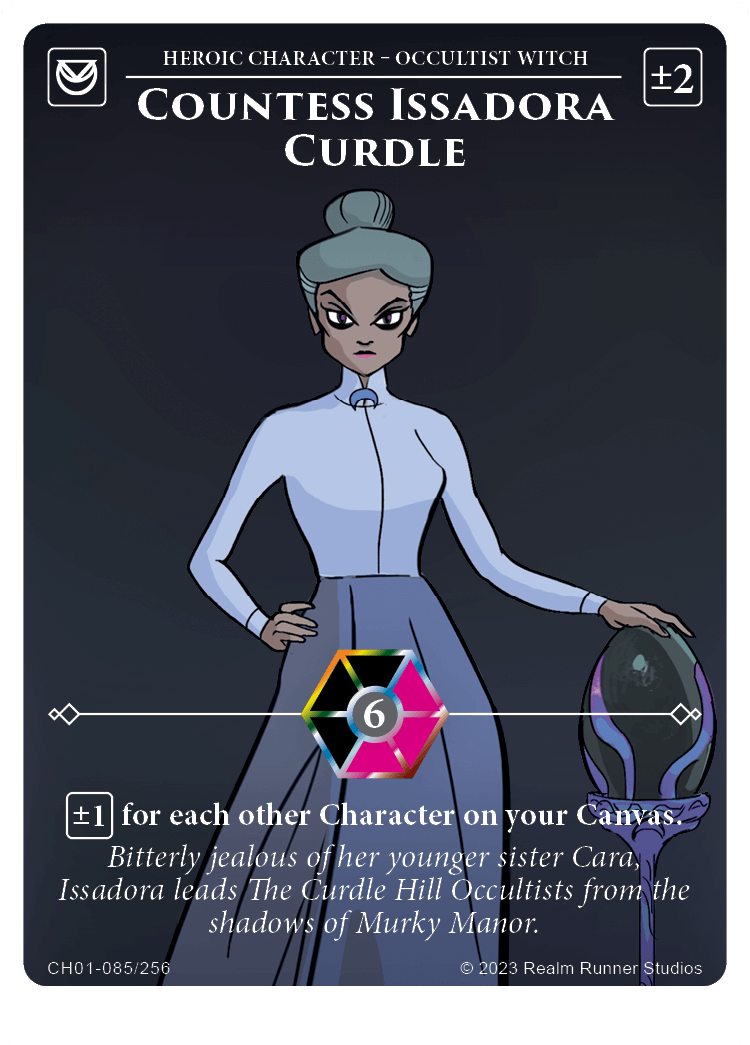 HEROIC CHARACTER – OCCULTIST WITCH
±2
COUNTESS ISSADORA
CURDLE
6
±1 for each other Character on your Canvas.
Bitterly jealous of her younger sister Cara,
Issadora leads The Curdle Hill Occultists from the
shadows of Murky Manor.
CH01-085/256
© 2023 Realm Runner Studios